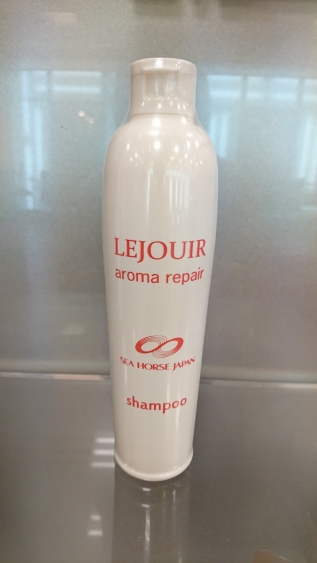 LEJOUIR
aroma repair
SEA HORSE JAPAN
shampoo